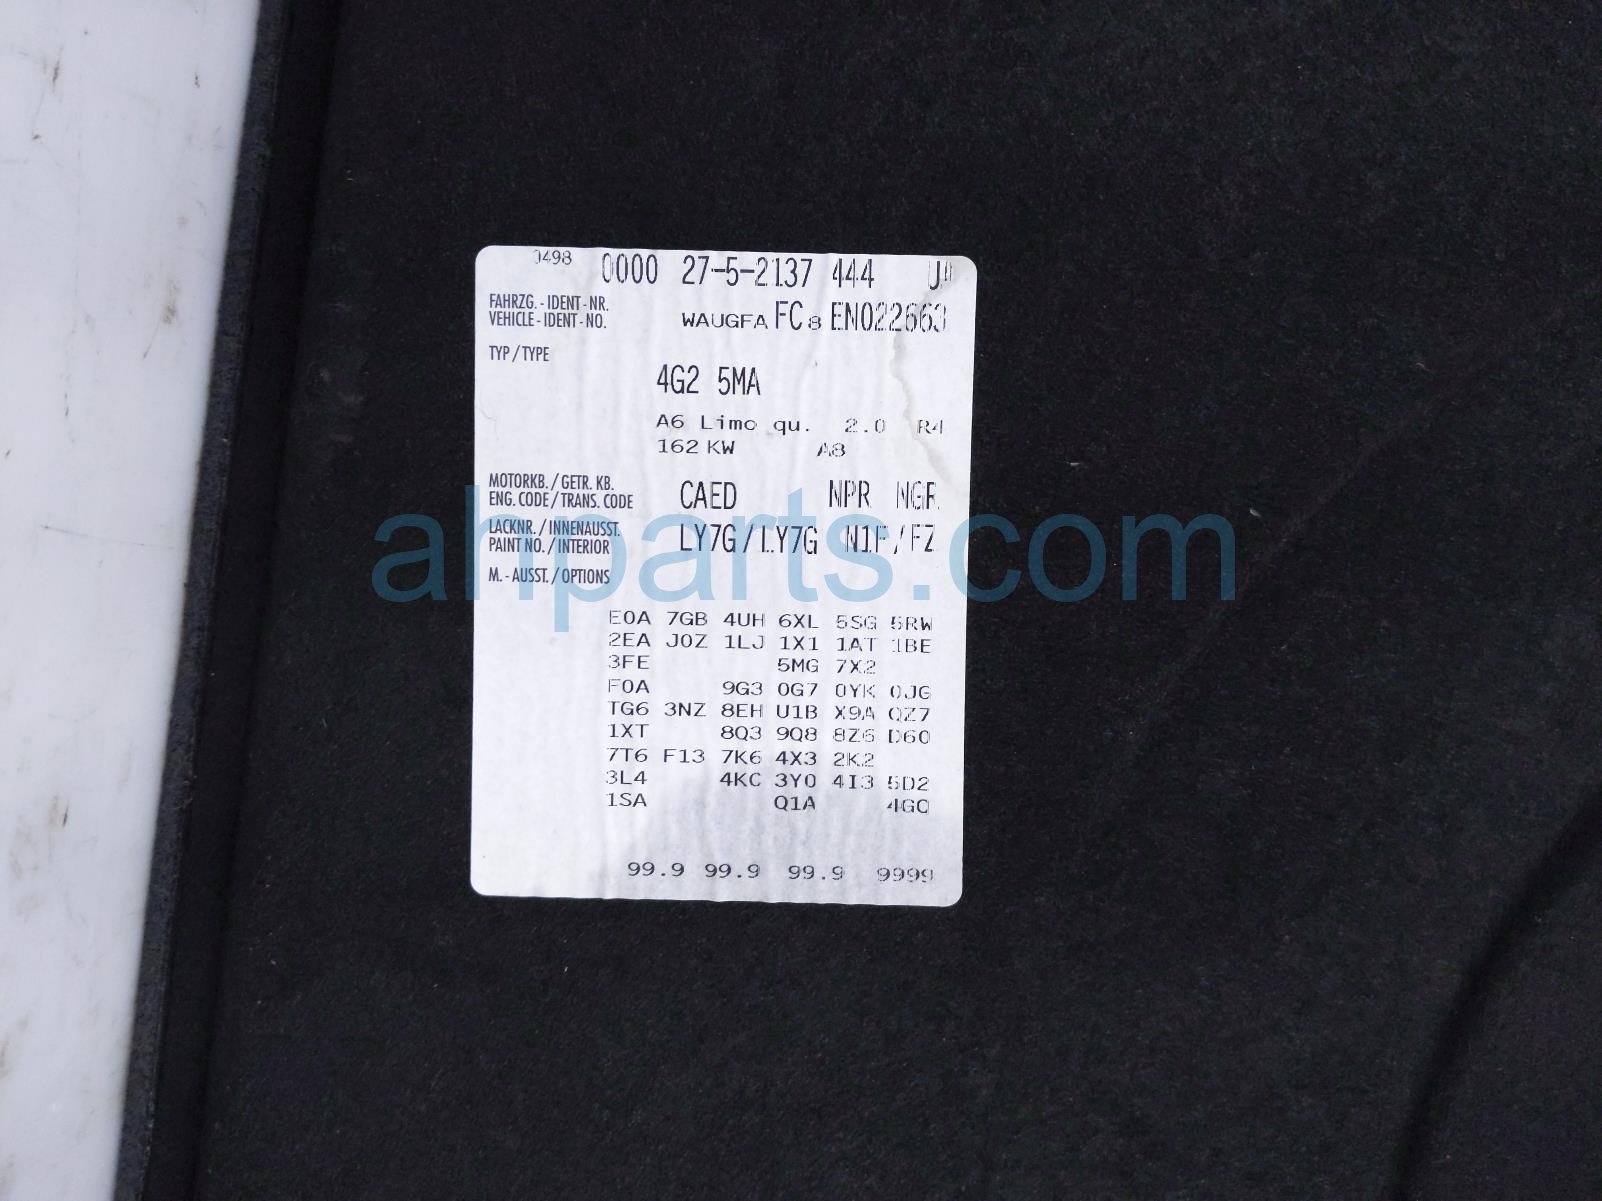 0498 0000 27-5-2137 444
FAHRZG. - IDENT - NR.
VEHICLE - IDENT - NO. WAUGFA FC 8 EN022663
TYP / TYPE
4G2 5MA
A6 Limo qu. 2.0 R4
162 KW A8
MOTORKB. / GETR. KB.
ENG. CODE / TRANS. CODE CAED NPR NGR
LACKNR. / INNENAUSST.
PAINT NO. / INTERIOR LY7G / LY7G N1F / FZ
M. - AUSST. / OPTIONS
E0A 7GB 4UH 6XL 5SG 5RW
2EA J0Z 1LJ 1X1 1AT 1BE
3FE 5MG 7X2
F0A 9G3 0G7 0YK 0JG
TG6 3NZ 8EH U1B X9A QZ7
1XT 8Q3 9Q8 8Z6 D60
7T6 F13 7K6 4X3 2K2
3L4 4KC 3Y0 4I3 5D2
1SA Q1A 4G0
99.9 99.9 99.9 9999
ahparts.com